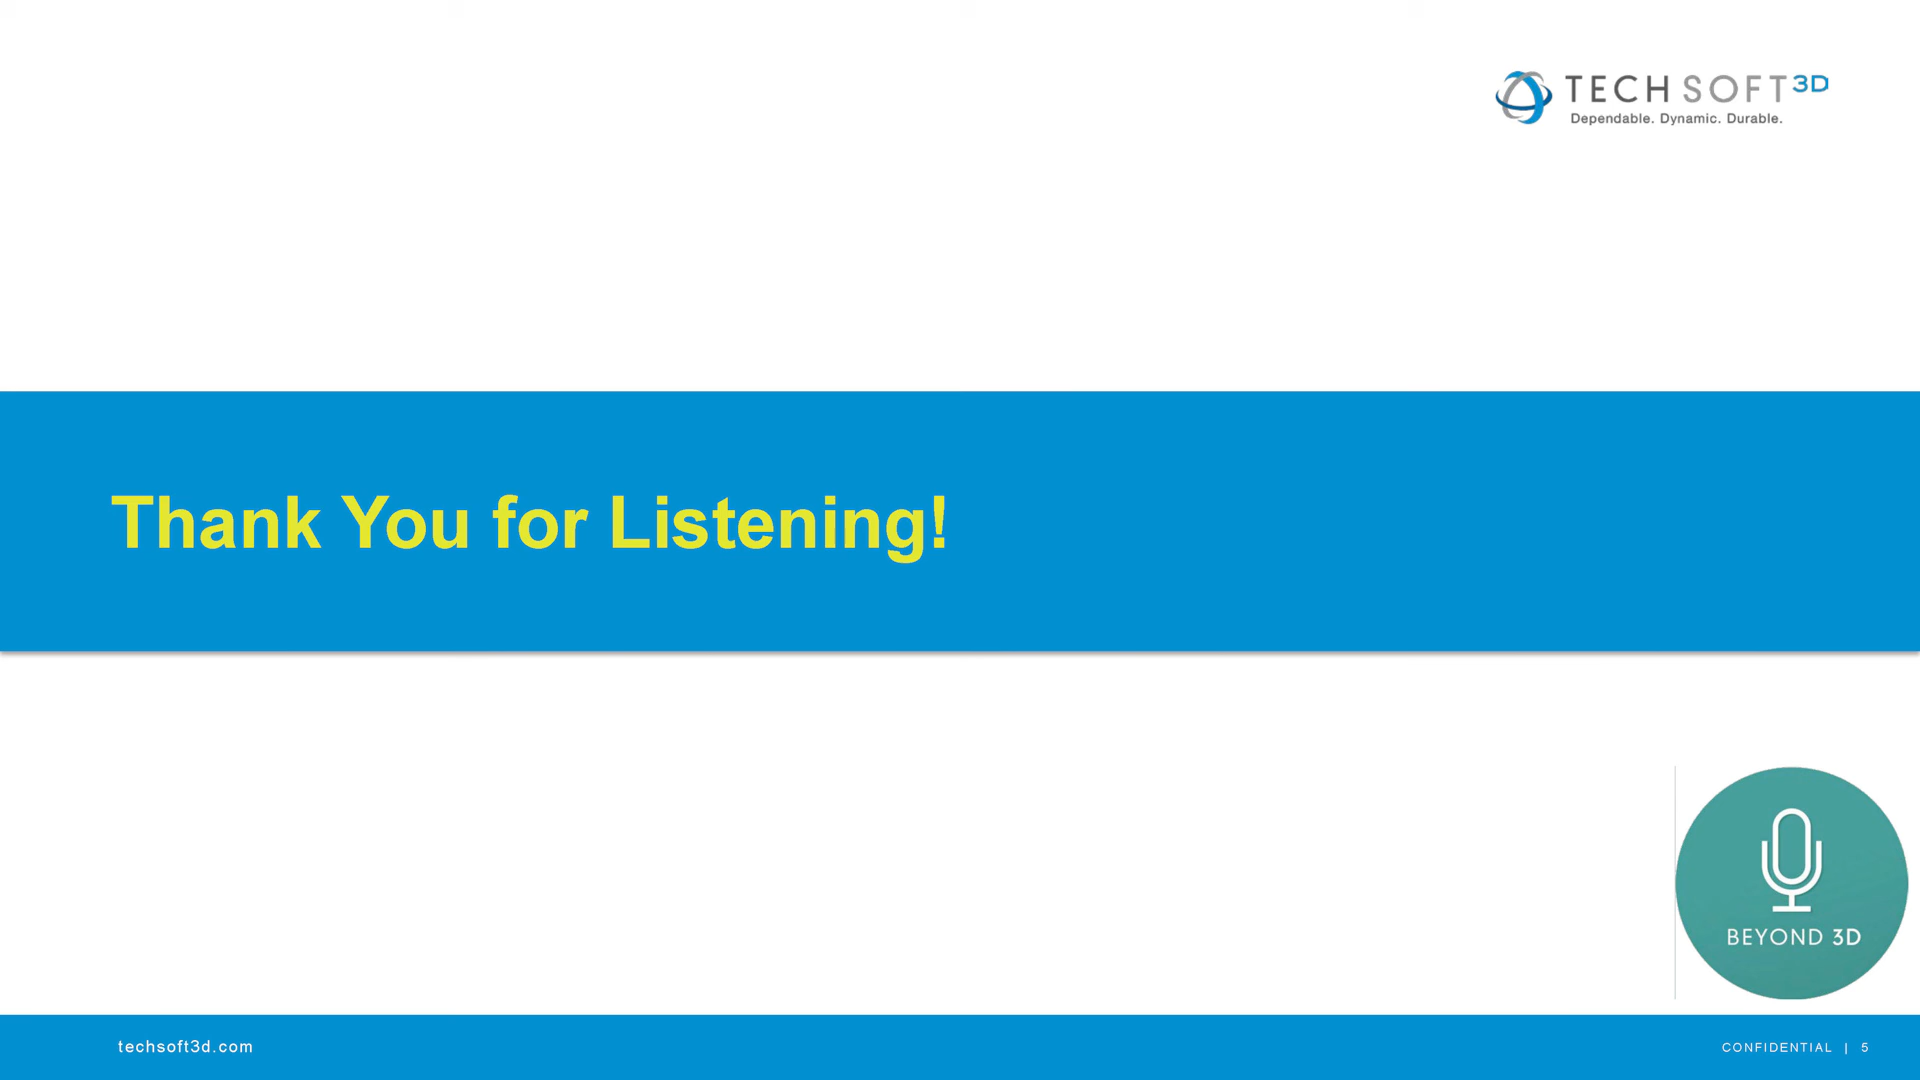 TECH SOFT 3D
Dependable. Dynamic. Durable.
Thank You for Listening!
BEYOND 3D
techsoft3d.com
CONFIDENTIAL | 5